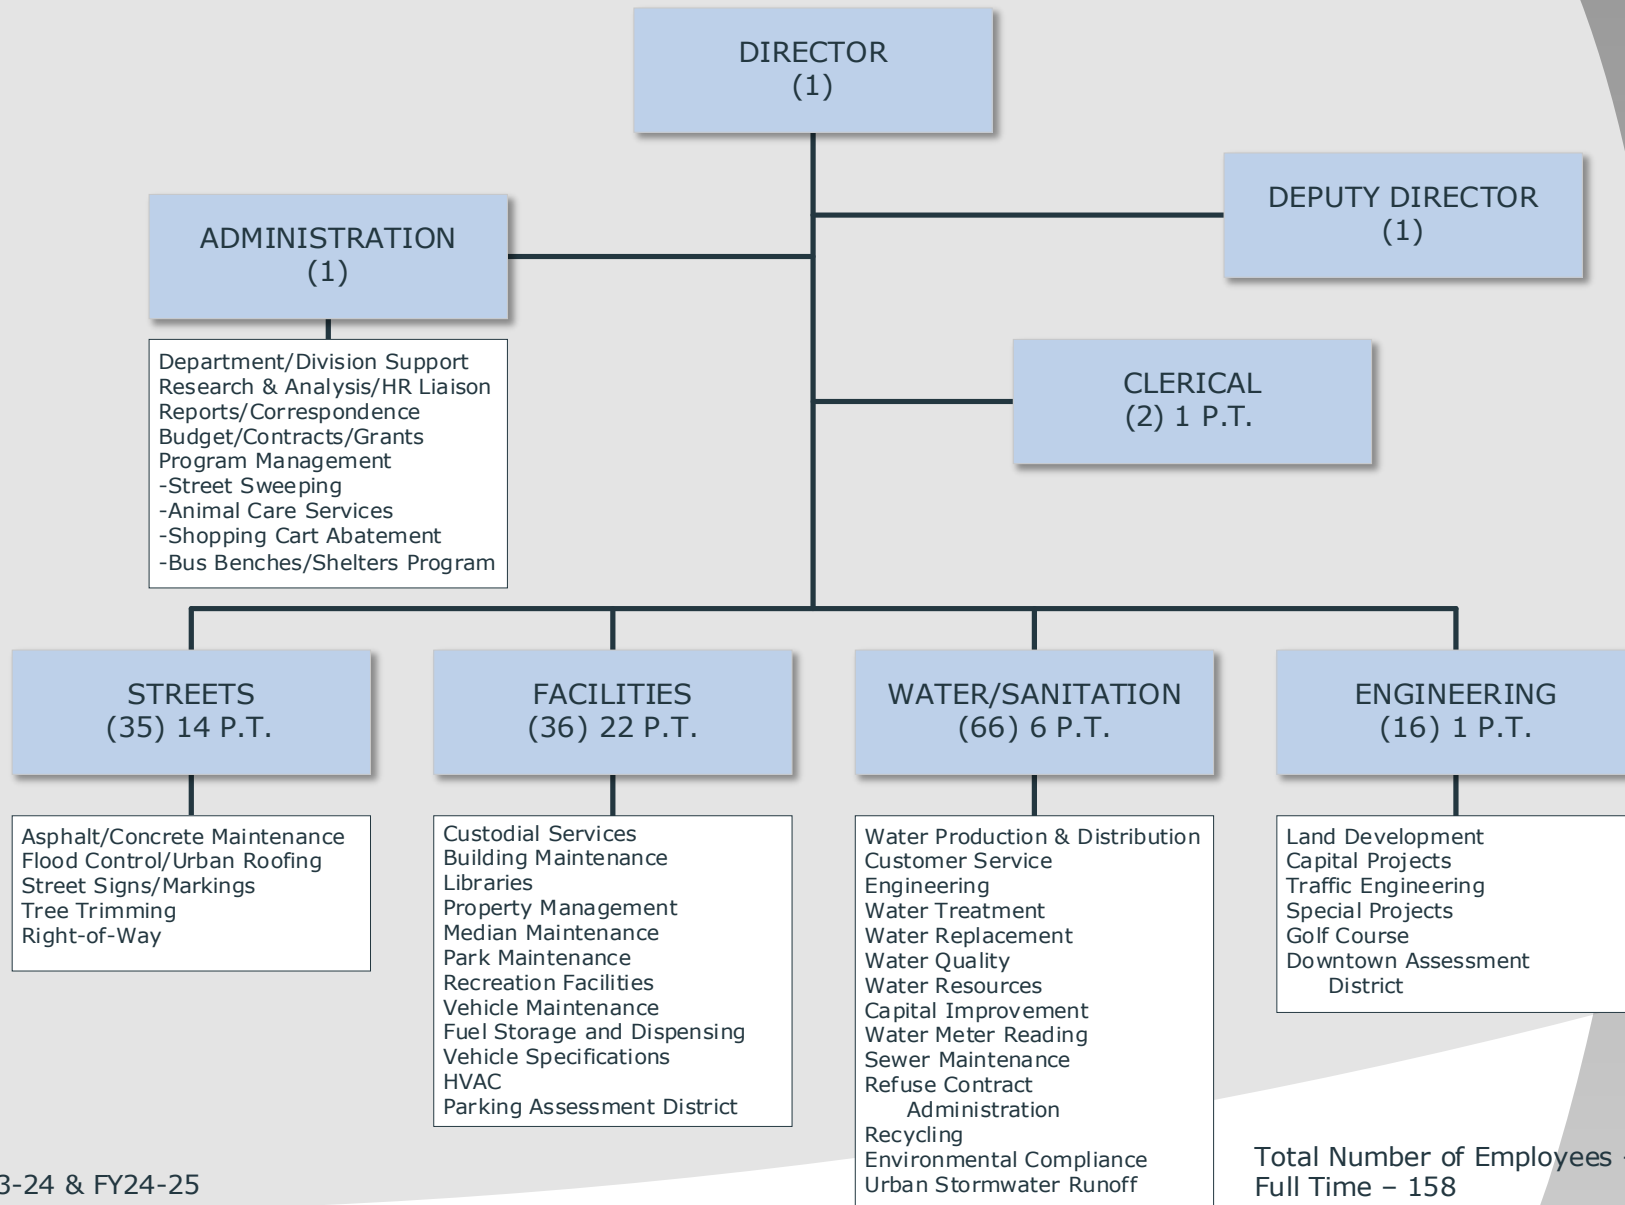 DIRECTOR
(1)
DEPUTY DIRECTOR
(1)
ADMINISTRATION
(1)
Department/Division Support
Research & Analysis/HR Liaison
Reports/Correspondence
Budget/Contracts/Grants
Program Management
-Street Sweeping
-Animal Care Services
-Shopping Cart Abatement
-Bus Benches/Shelters Program
CLERICAL
(2) 1 P.T.
STREETS
(35) 14 P.T.
Asphalt/Concrete Maintenance
Flood Control/Urban Roofing
Street Signs/Markings
Tree Trimming
Right-of-Way
FACILITIES
(36) 22 P.T.
Custodial Services
Building Maintenance
Libraries
Property Management
Median Maintenance
Park Maintenance
Recreation Facilities
Vehicle Maintenance
Fuel Storage and Dispensing
Vehicle Specifications
HVAC
Parking Assessment District
WATER/SANITATION
(66) 6 P.T.
Water Production & Distribution
Customer Service
Engineering
Water Treatment
Water Replacement
Water Quality
Water Resources
Capital Improvement
Water Meter Reading
Sewer Maintenance
Refuse Contract
Administration
Recycling
Environmental Compliance
Urban Stormwater Runoff
ENGINEERING
(16) 1 P.T.
Land Development
Capital Projects
Traffic Engineering
Special Projects
Golf Course
Downtown Assessment
District
3-24 & FY24-25
Total Number of Employees
Full Time – 158